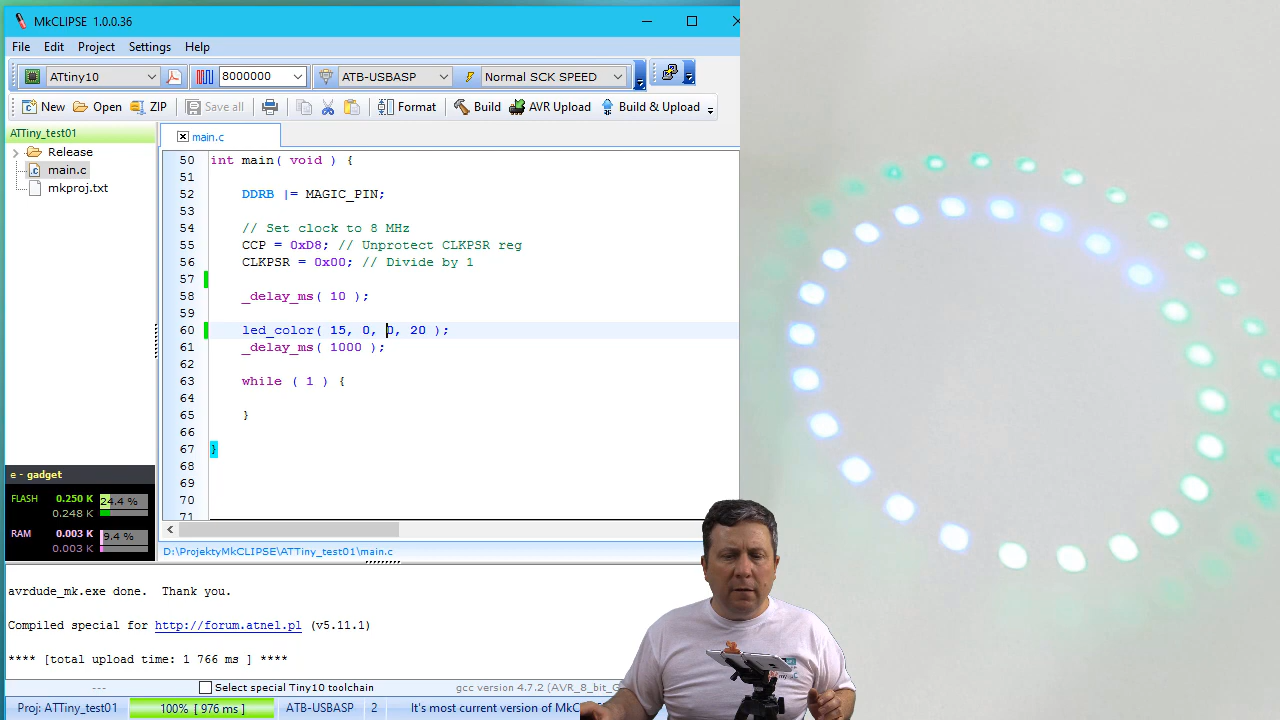 MkCLIPSE 1.0.0.36
File Edit Project Settings Help
ATtiny10 8000000 ATB-USBASP Normal SCK SPEED
New Open ZIP Save all Format Build AVR Upload Build & Upload
ATTiny_test01
Release
main.c
mkproj.txt
main.c
50 int main( void ) {
51
52 DDRB |= MAGIC_PIN;
53
54 // Set clock to 8 MHz
55 CCP = 0xD8; // Unprotect CLKPSR reg
56 CLKPSR = 0x00; // Divide by 1
57
58 _delay_ms( 10 );
59
60 led_color( 15, 0, 0, 20 );
61 _delay_ms( 1000 );
62
63 while ( 1 ) {
64
65 }
66
67 }
68
69
70
71
e - gadget
FLASH 0.250 K 24.4 %
0.248 K
RAM 0.003 K 9.4 %
0.003 K
D:\ProjektyMkCLIPSE\ATTiny_test01\main.c
avrdude_mk.exe done. Thank you.
Compiled special for http://forum.atnel.pl (v5.11.1)
** [total upload time: 1 766 ms ] ****
--- Select special Tiny10 toolchain gcc version 4.7.2 (AVR_8_bit_G
Proj: ATTiny_test01 100% [ 976 ms ] ATB-USBASP 2 It's most current version of MkC